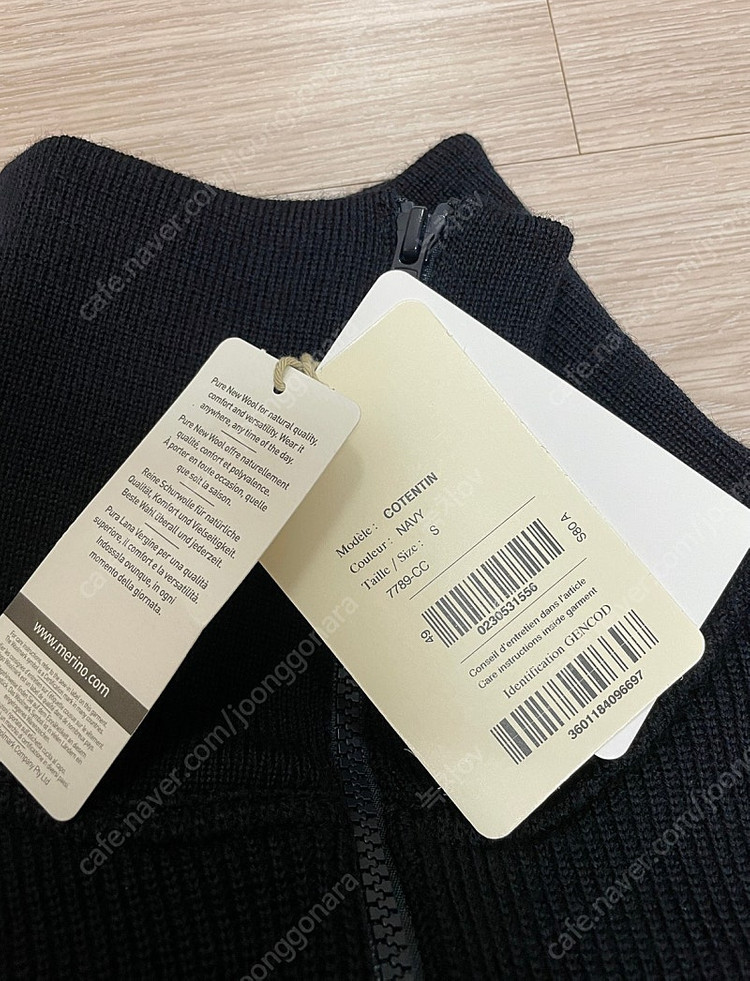 Pure New Wool for natural quality,
comfort and versatility. Wear it
anywhere, any time of the day.
Pure New Wool offre naturellement
qualité, confort et polyvalence.
À porter en toute occasion, quelle
que soit la saison.
Reine Schurwolle für natürliche
Qualität, Komfort und Vielseitigkeit.
Beste Wahl überall und jederzeit.
Pura Lana Vergine per una qualità
superiore, il comfort e la versatilità.
Indossala ovunque, in ogni
momento della giornata.
www.merino.com
Modèle : COTENTIN
Couleur : NAVY
Taille / Size : S
7789-CC
49
S80 A
0230531556
Conseil d'entretien dans l'article
Care instructions inside garment
Identification GENCOD
3601184096697
cafe.naver.com/joonggonara